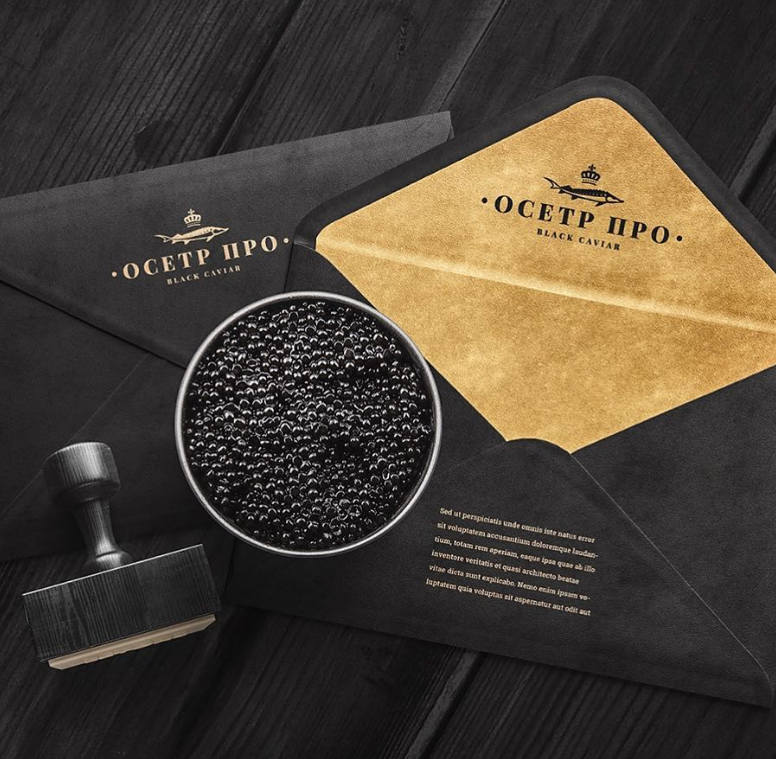 ·ОСЕТР ПРО·
BLACK CAVIAR
·ОСЕТР ПРО·
BLACK CAVIAR
Sed ut perspiciatis unde omnis iste natus error
sit voluptatem accusantium doloremque laudan-
tium, totam rem aperiam, eaque ipsa quae ab illo
inventore veritatis et quasi architecto beatae
vitae dicta sunt explicabo. Nemo enim ipsam vo-
luptatem quia voluptas sit aspernatur aut odit aut